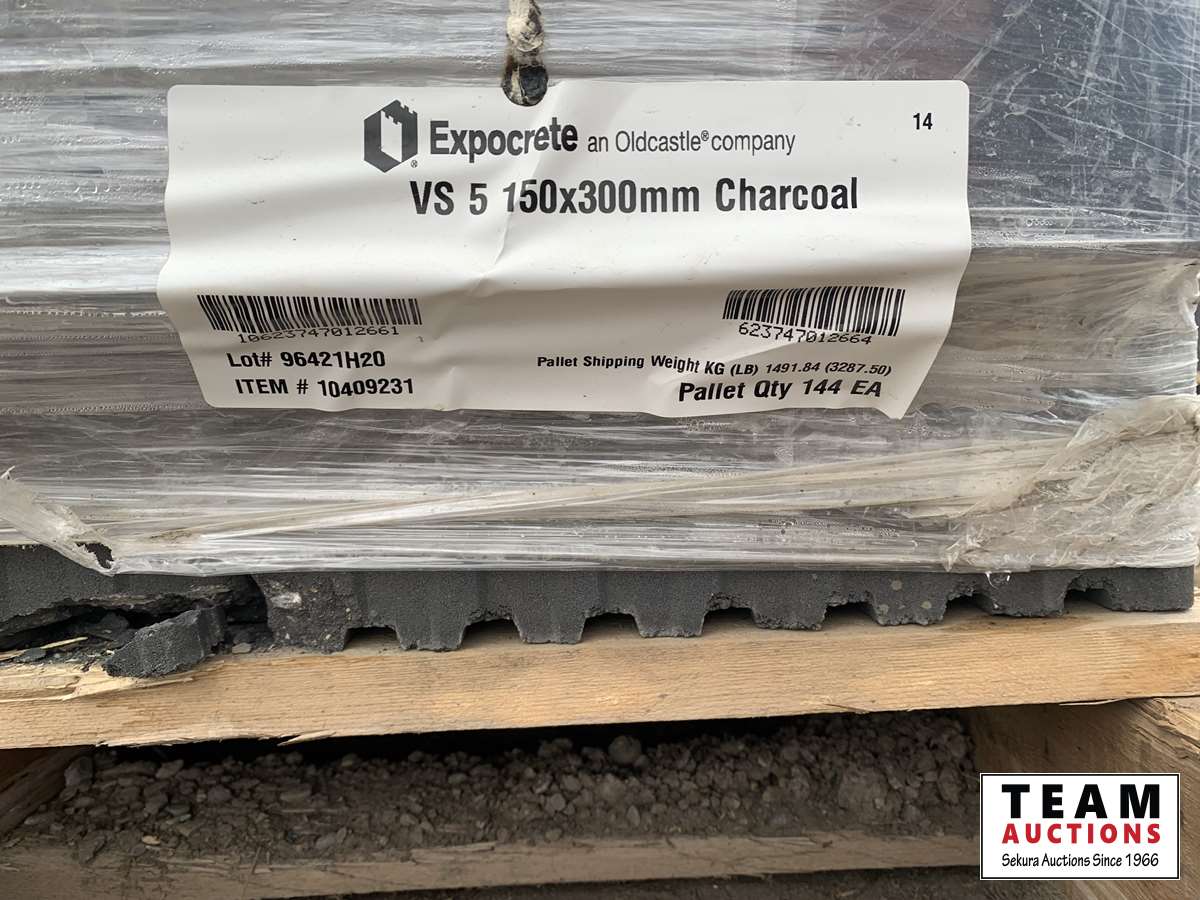 Expocrete an Oldcastle® company
14
VS 5 150x300mm Charcoal
10623747012661
623747012664
Lot# 96421H20
Pallet Shipping Weight KG (LB) 1491.84 (3287.50)
ITEM # 10409231
Pallet Qty 144 EA
TEAM
AUCTIONS
Sekura Auctions Since 1966